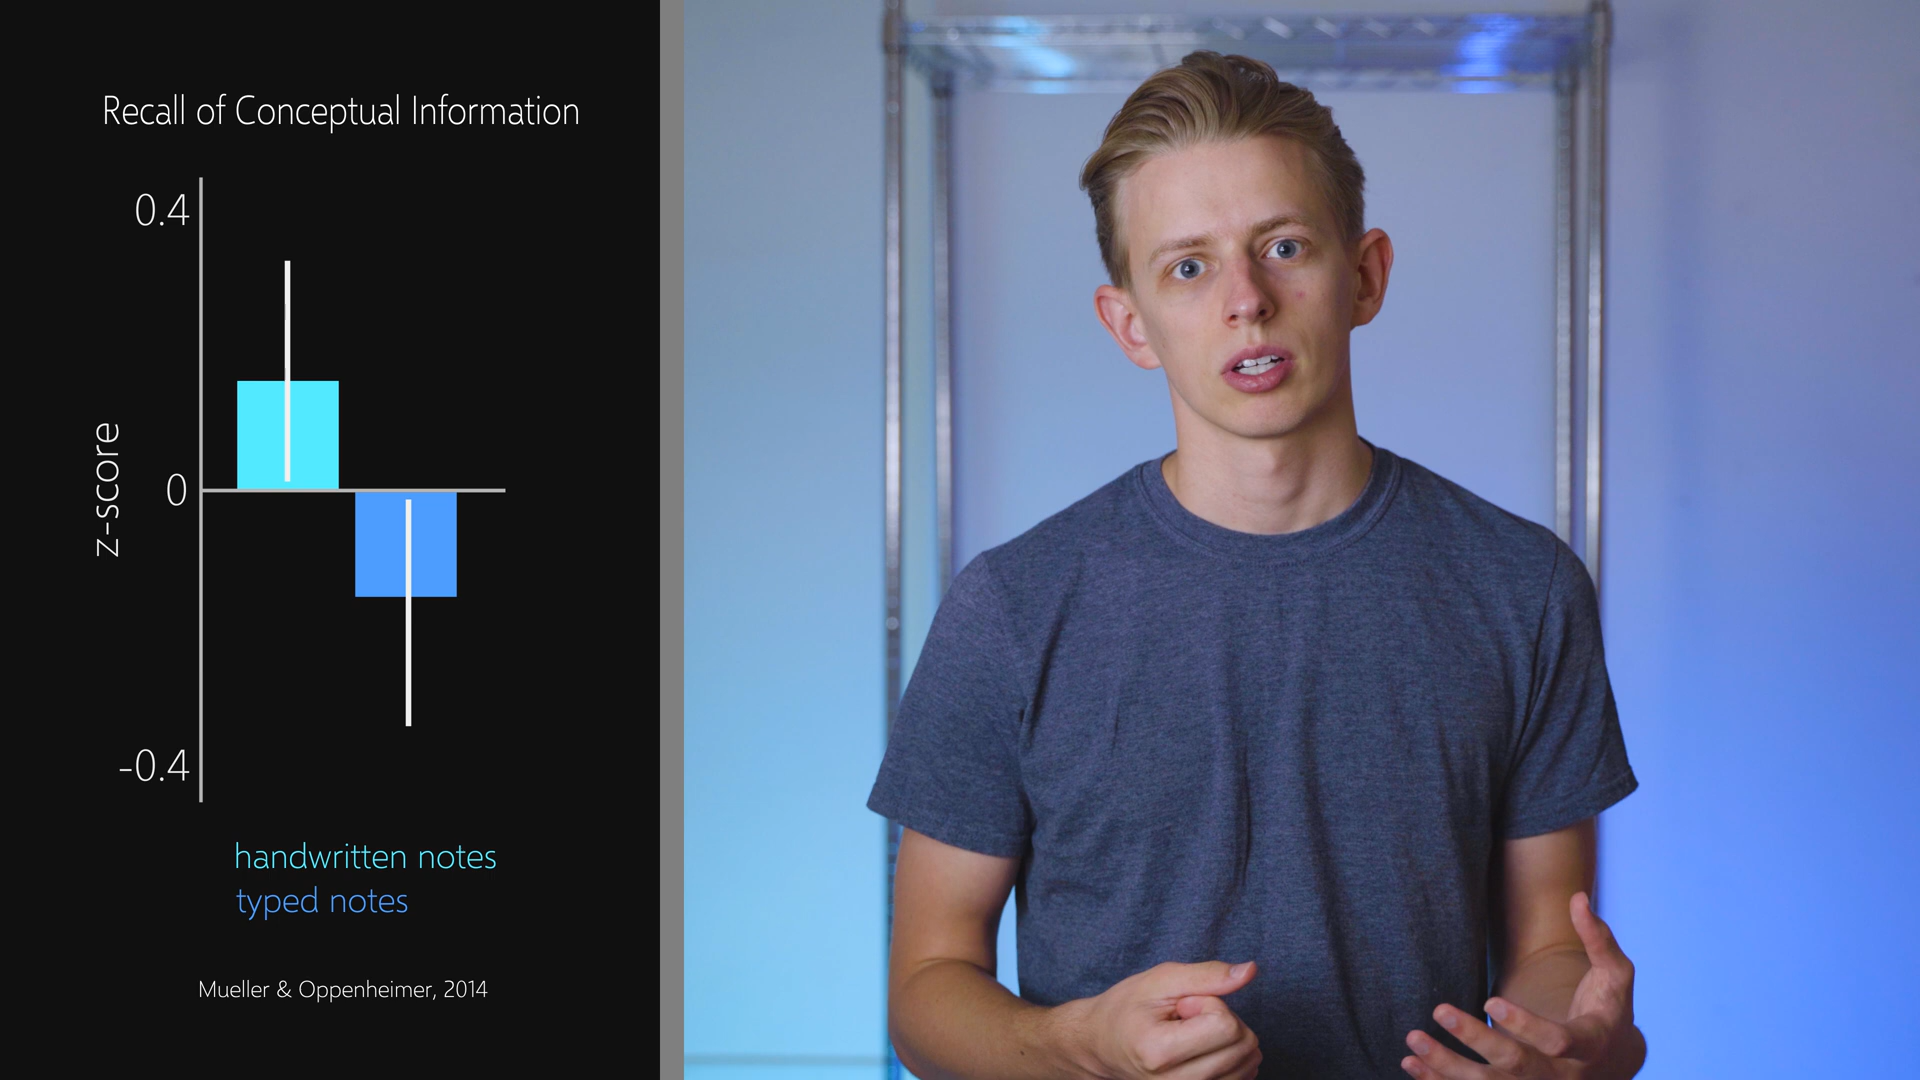 Recall of Conceptual Information
0.4
z-score
0
-0.4
handwritten notes
typed notes
Mueller & Oppenheimer, 2014